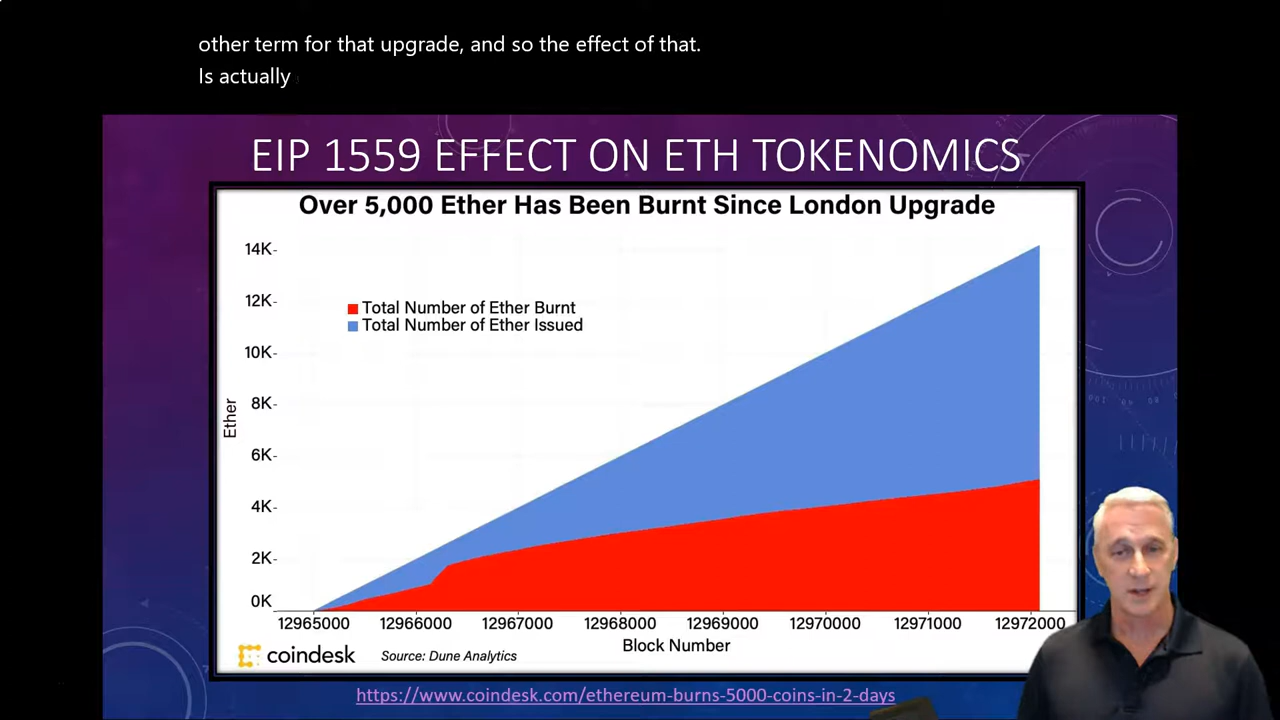 other term for that upgrade, and so the effect of that.
Is actually
EIP 1559 EFFECT ON ETH TOKENOMICS
Over 5,000 Ether Has Been Burnt Since London Upgrade
14K
Total Number of Ether Burnt
12K
Total Number of Ether Issued
10K
8K
Ether
6K
4K
2K
0K
12965000 12966000 12967000 12968000 12969000 12970000 12971000 12972000
Block Number
coindesk Source: Dune Analytics
https://www.coindesk.com/ethereum-burns-5000-coins-in-2-days